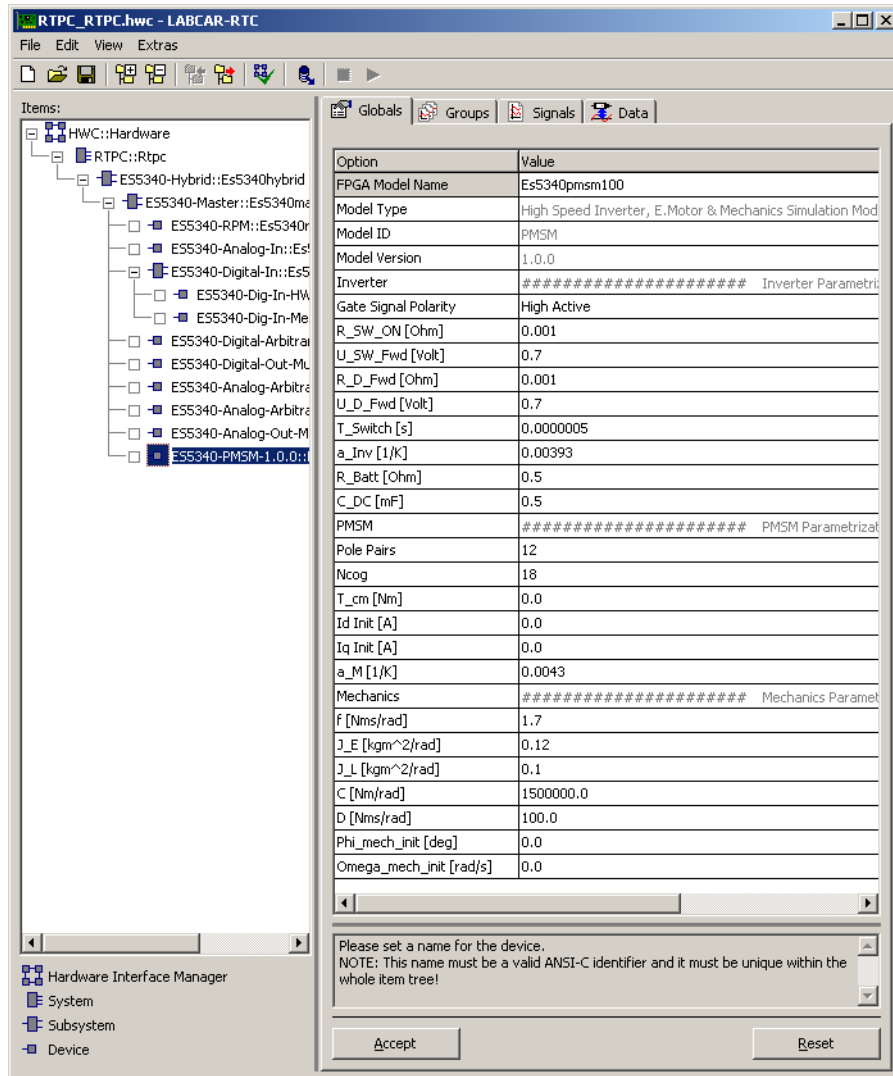 RTPC_RTPC.hwc - LABCAR-RTC
File Edit View Extras
Items:
HWC::Hardware
RTPC::Rtpc
ES5340-Hybrid::Es5340hybrid
ES5340-Master::Es5340ma
ES5340-RPM::Es5340r
ES5340-Analog-In::Es!
ES5340-Digital-In::Es5
ES5340-Dig-In-HW
ES5340-Dig-In-Me
ES5340-Digital-Arbitrar
ES5340-Digital-Out-Mu
ES5340-Analog-Arbitra
ES5340-Analog-Arbitra
ES5340-Analog-Out-M
ES5340-PMSM-1.0.0::
Globals Groups Signals Data
Option Value
FPGA Model Name Es5340pmsm100
Model Type High Speed Inverter, E.Motor & Mechanics Simulation Mod
Model ID PMSM
Model Version 1.0.0
Inverter ###################### Inverter Parametri
Gate Signal Polarity High Active
R_SW_ON [Ohm] 0.001
U_SW_Fwd [Volt] 0.7
R_D_Fwd [Ohm] 0.001
U_D_Fwd [Volt] 0.7
T_Switch [s] 0.0000005
a_Inv [1/K] 0.00393
R_Batt [Ohm] 0.5
C_DC [mF] 0.5
PMSM ###################### PMSM Parametrizat
Pole Pairs 12
Ncog 18
T_cm [Nm] 0.0
Id Init [A] 0.0
Iq Init [A] 0.0
a_M [1/K] 0.0043
Mechanics ###################### Mechanics Paramet
f [Nms/rad] 1.7
J_E [kgm^2/rad] 0.12
J_L [kgm^2/rad] 0.1
C [Nm/rad] 1500000.0
D [Nms/rad] 100.0
Phi_mech_init [deg] 0.0
Omega_mech_init [rad/s] 0.0
Please set a name for the device.
NOTE: This name must be a valid ANSI-C identifier and it must be unique within the
whole item tree!
Hardware Interface Manager
System
Subsystem
Device
Accept Reset